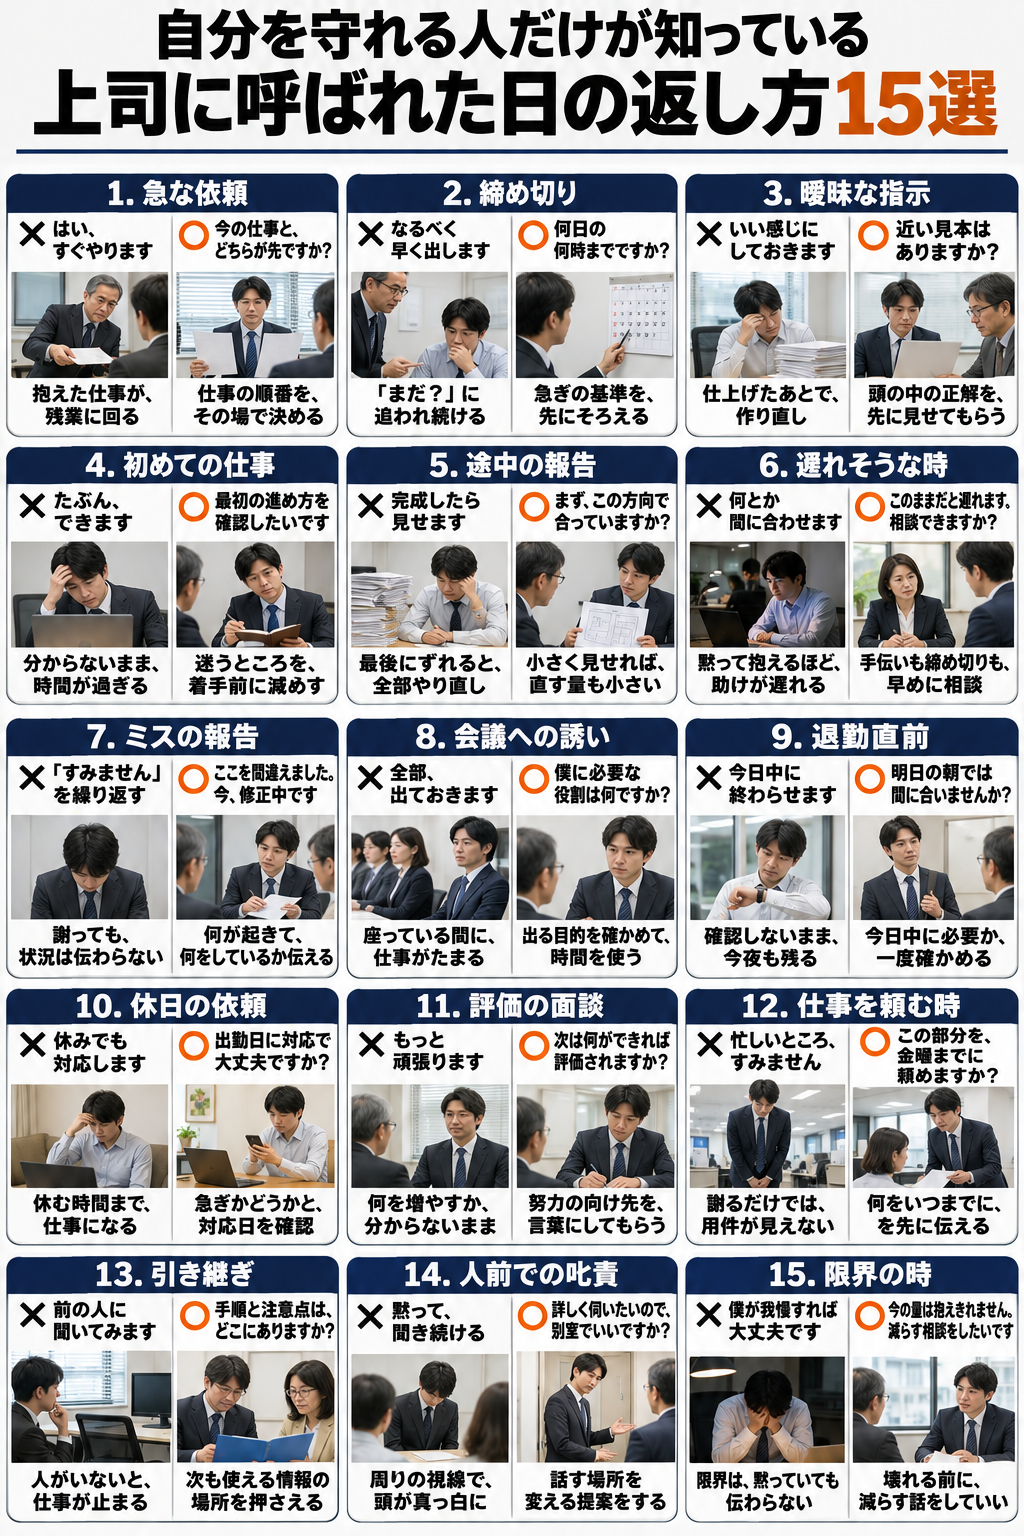 自分を守れる人だけが知っている
上司に呼ばれた日の返し方15選
1. 急な依頼
× はい、
すぐやります
○ 今の仕事と、
どちらが先ですか?
抱えた仕事が、
残業に回る
仕事の順番を、
その場で決める
2. 締め切り
× なるべく
早く出します
○ 何日の
何時までですか?
「まだ?」に
追われ続ける
急ぎの基準を、
先にそろえる
3. 曖昧な指示
× いい感じに
しておきます
○ 近い見本は
ありますか?
仕上げたあとで、
作り直し
頭の中の正解を、
先に見せてもらう
4. 初めての仕事
× たぶん、
できます
○ 最初の進め方を
確認したいです
分からないまま、
時間が過ぎる
迷うところを、
着手前に減めす
5. 途中の報告
× 完成したら
見せます
○ まず、この方向で
合っていますか?
最後にずれると、
全部やり直し
小さく見せれば、
直す量も小さい
6. 遅れそうな時
× 何とか
間に合わせます
○ このままだと遅れます。
相談できますか?
黙って抱えるほど、
助けが遅れる
手伝いも締め切りも、
早めに相談
7. ミスの報告
× 「すみません」
を繰り返す
○ ここを間違えました。
今、修正中です
謝っても、
状況は伝わらない
何が起きて、
何をしているか伝える
8. 会議への誘い
× 全部、
出ておきます
○ 僕に必要な
役割は何ですか?
座っている間に、
仕事がたまる
出る目的を確かめて、
時間を使う
9. 退勤直前
× 今日中に
終わらせます
○ 明日の朝では
間に合いませんか?
確認しないまま、
今夜も残る
今日中に必要か、
一度確かめる
10. 休日の依頼
× 休みでも
対応します
○ 出勤日に対応で
大丈夫ですか?
休む時間まで、
仕事になる
急ぎかどうかと、
対応日を確認
11. 評価の面談
× もっと
頑張ります
○ 次は何ができれば
評価されますか?
何を増やすか、
分からないまま
努力の向け先を、
言葉にしてもらう
12. 仕事を頼む時
× 忙しいところ、
すみません
○ この部分を、
金曜までに
頼めますか?
謝るだけでは、
用件が見えない
何をいつまでに、
を先に伝える
13. 引き継ぎ
× 前の人に
聞いてみます
○ 手順と注意点は、
どこにありますか?
人がいないと、
仕事が止まる
次も使える情報の
場所を押さえる
14. 人前での叱責
× 黙って、
聞き続ける
○ 詳しく伺いたいので、
別室でいいですか?
周りの視線で、
頭が真っ白に
話す場所を
変える提案をする
15. 限界の時
× 僕が我慢すれば
大丈夫です
○ 今の量は抱えきれません。
減らす相談をしたいです
限界は、黙っていても
伝わらない
壊れる前に、
減らす話をしていい